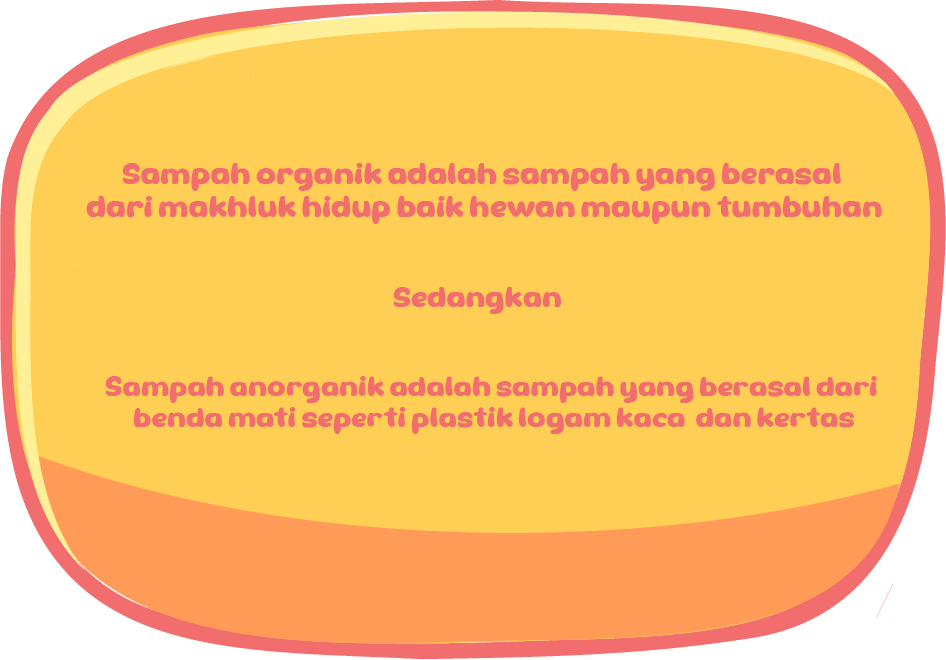 Sampah organik adalah sampah yang berasal
dari makhluk hidup baik hewan maupun tumbuhan
Sedangkan
Sampah anorganik adalah sampah yang berasal dari
benda mati seperti plastik logam kaca dan kertas